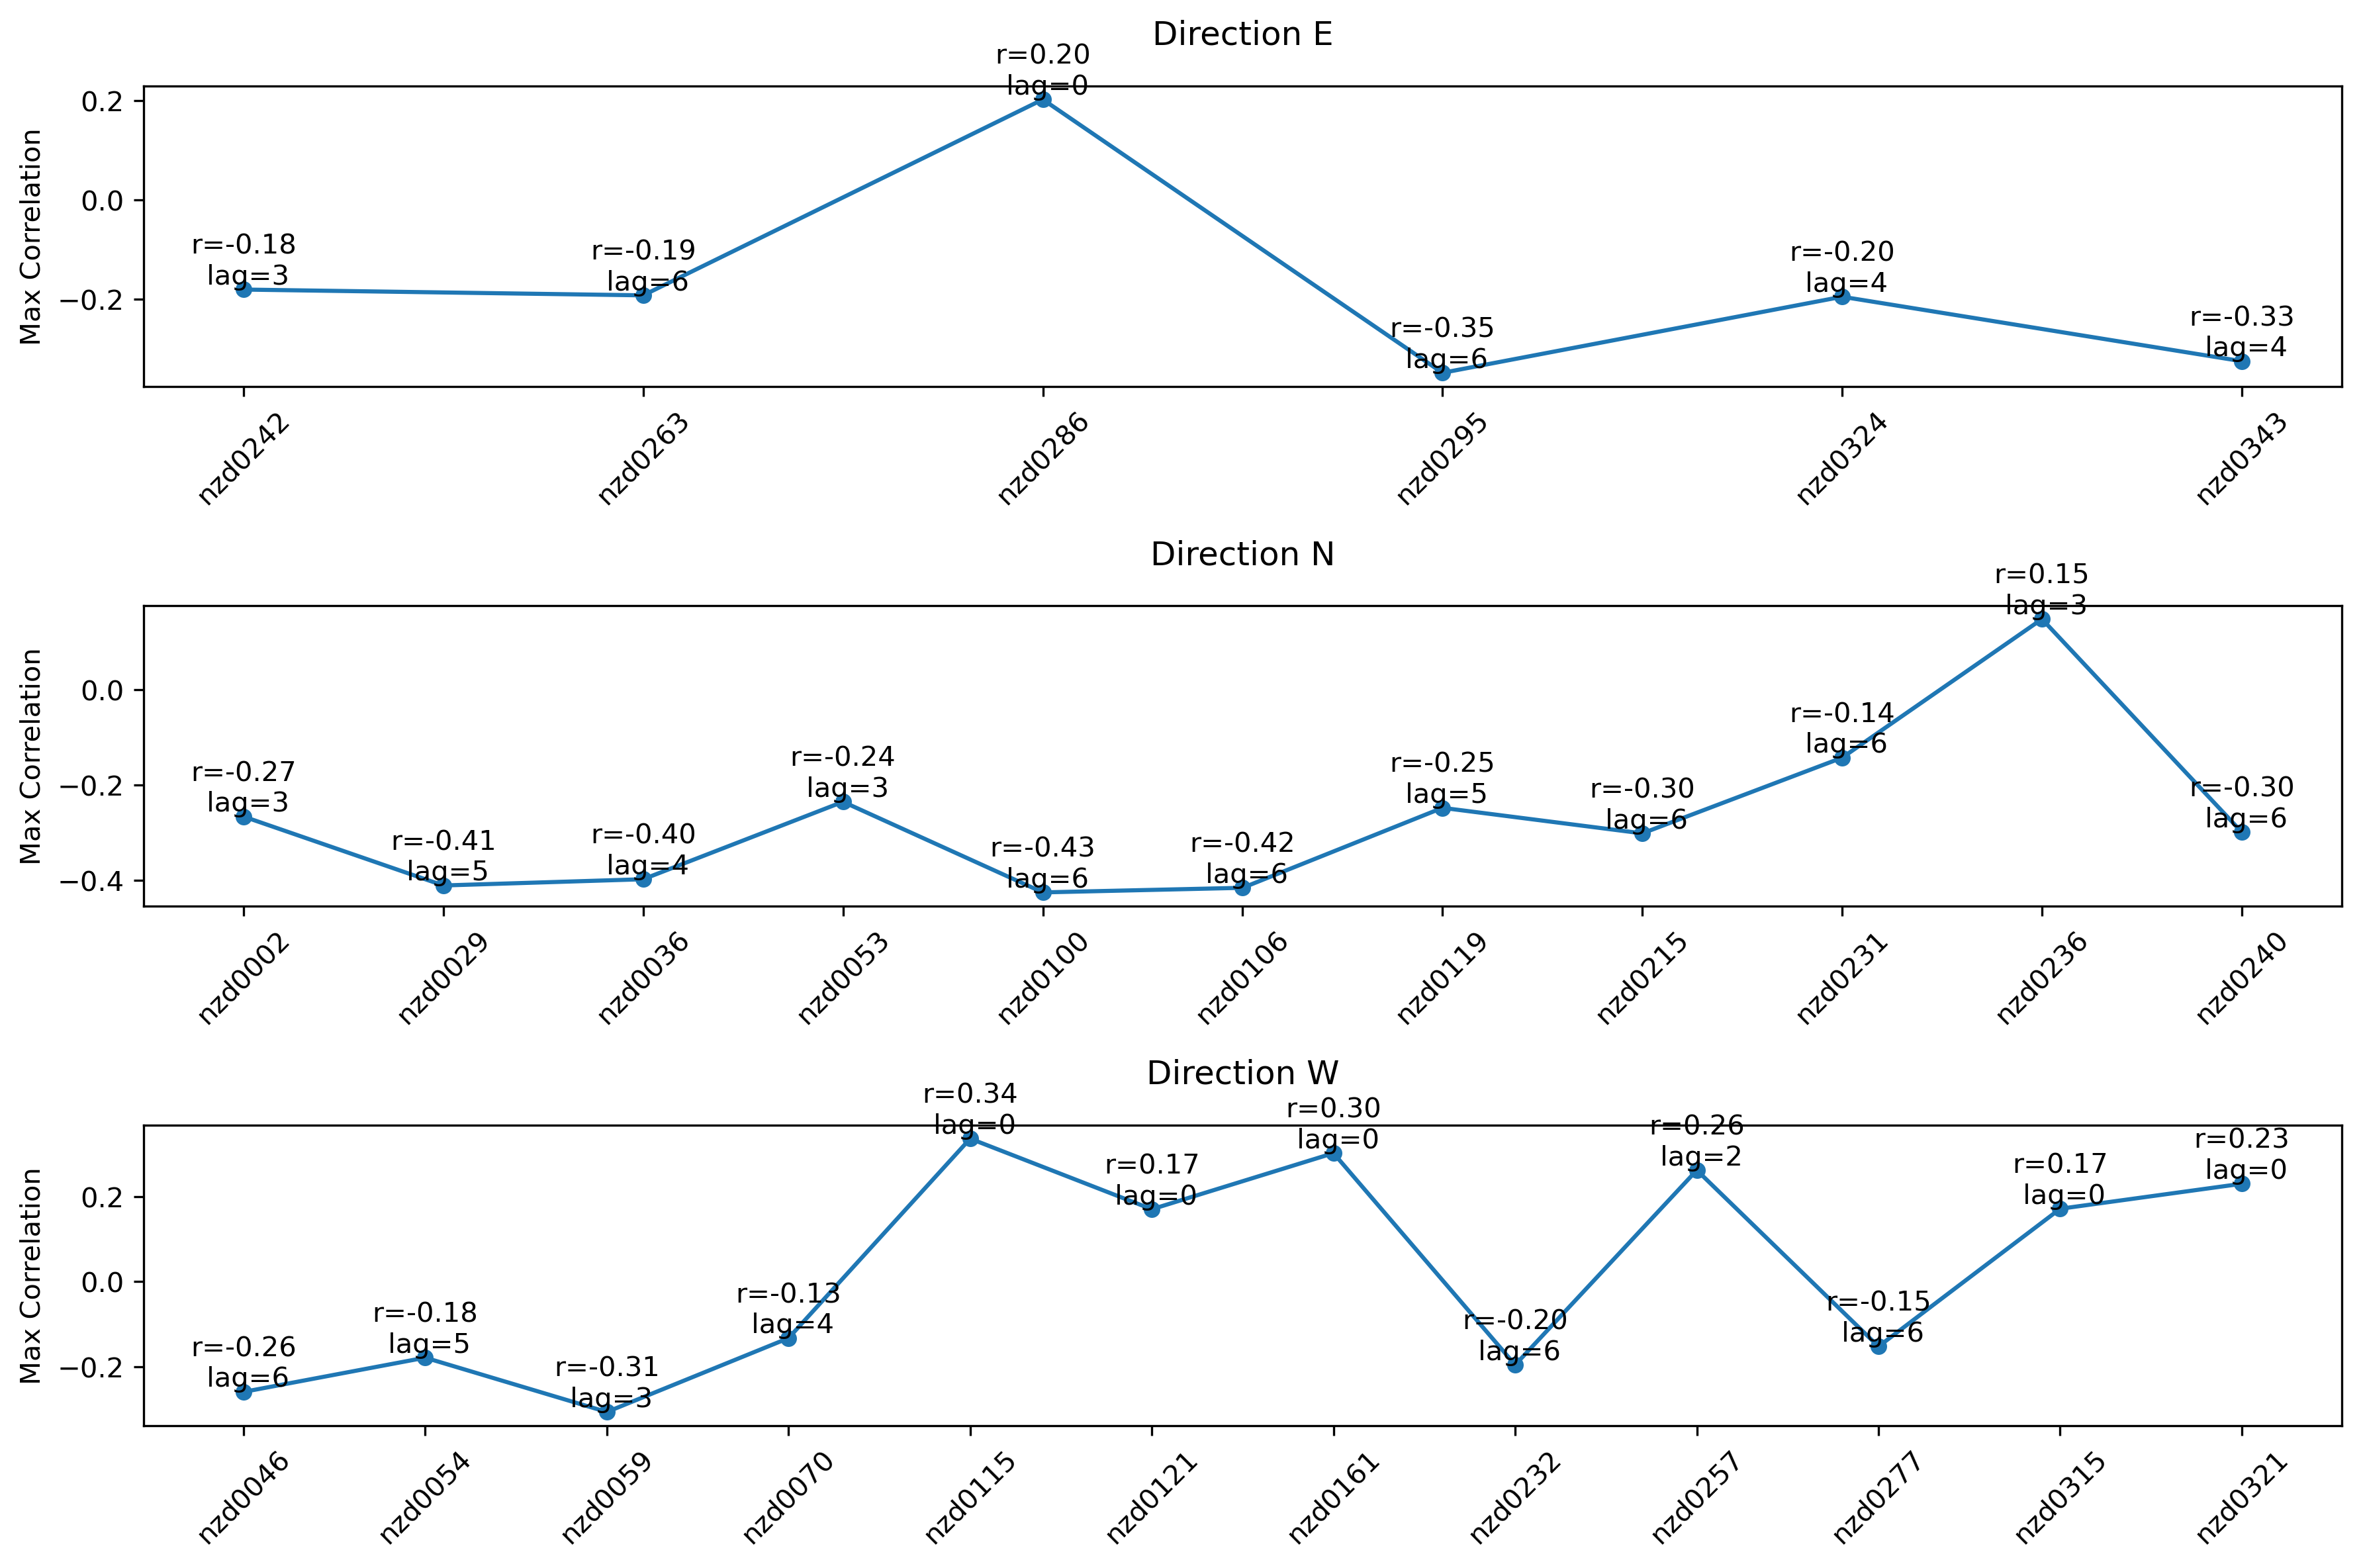 Direction E
r=0.20
lag=0
0.2
0.0
−0.2
Max Correlation
r=-0.18
lag=3
r=-0.19
lag=6
r=-0.35
lag=6
r=-0.20
lag=4
r=-0.33
lag=4
nzd0242
nzd0263
nzd0286
nzd0295
nzd0324
nzd0343
Direction N
0.0
−0.2
−0.4
Max Correlation
r=-0.27
lag=3
r=-0.41
lag=5
r=-0.40
lag=4
r=-0.24
lag=3
r=-0.43
lag=6
r=-0.42
lag=6
r=-0.25
lag=5
r=-0.30
lag=6
r=-0.14
lag=6
r=0.15
lag=3
r=-0.30
lag=6
nzd0002
nzd0029
nzd0036
nzd0053
nzd0100
nzd0106
nzd0119
nzd0215
nzd0231
nzd0236
nzd0240
Direction W
0.2
0.0
−0.2
Max Correlation
r=-0.26
lag=6
r=-0.18
lag=5
r=-0.31
lag=3
r=-0.13
lag=4
r=0.34
lag=0
r=0.17
lag=0
r=0.30
lag=0
r=-0.20
lag=6
r=0.26
lag=2
r=-0.15
lag=6
r=0.17
lag=0
r=0.23
lag=0
nzd0046
nzd0054
nzd0059
nzd0070
nzd0115
nzd0121
nzd0161
nzd0232
nzd0257
nzd0277
nzd0315
nzd0321